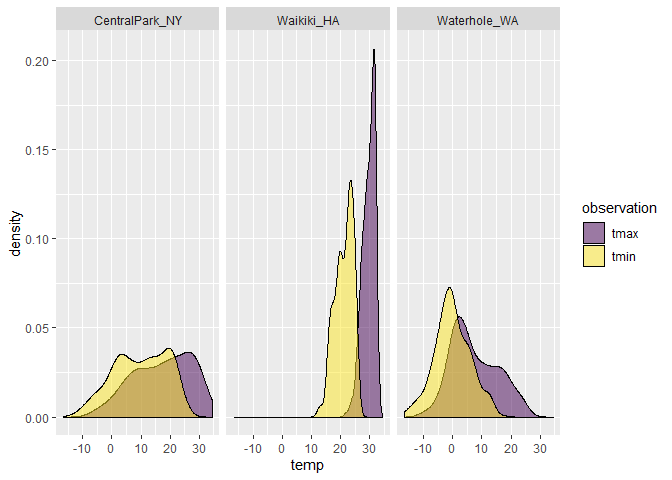 CentralPark_NY Waikiki_HA Waterhole_WA
0.20
0.15
0.10
0.05
0.00
density
-10 0 10 20 30 -10 0 10 20 30 -10 0 10 20 30
temp
observation
tmax
tmin